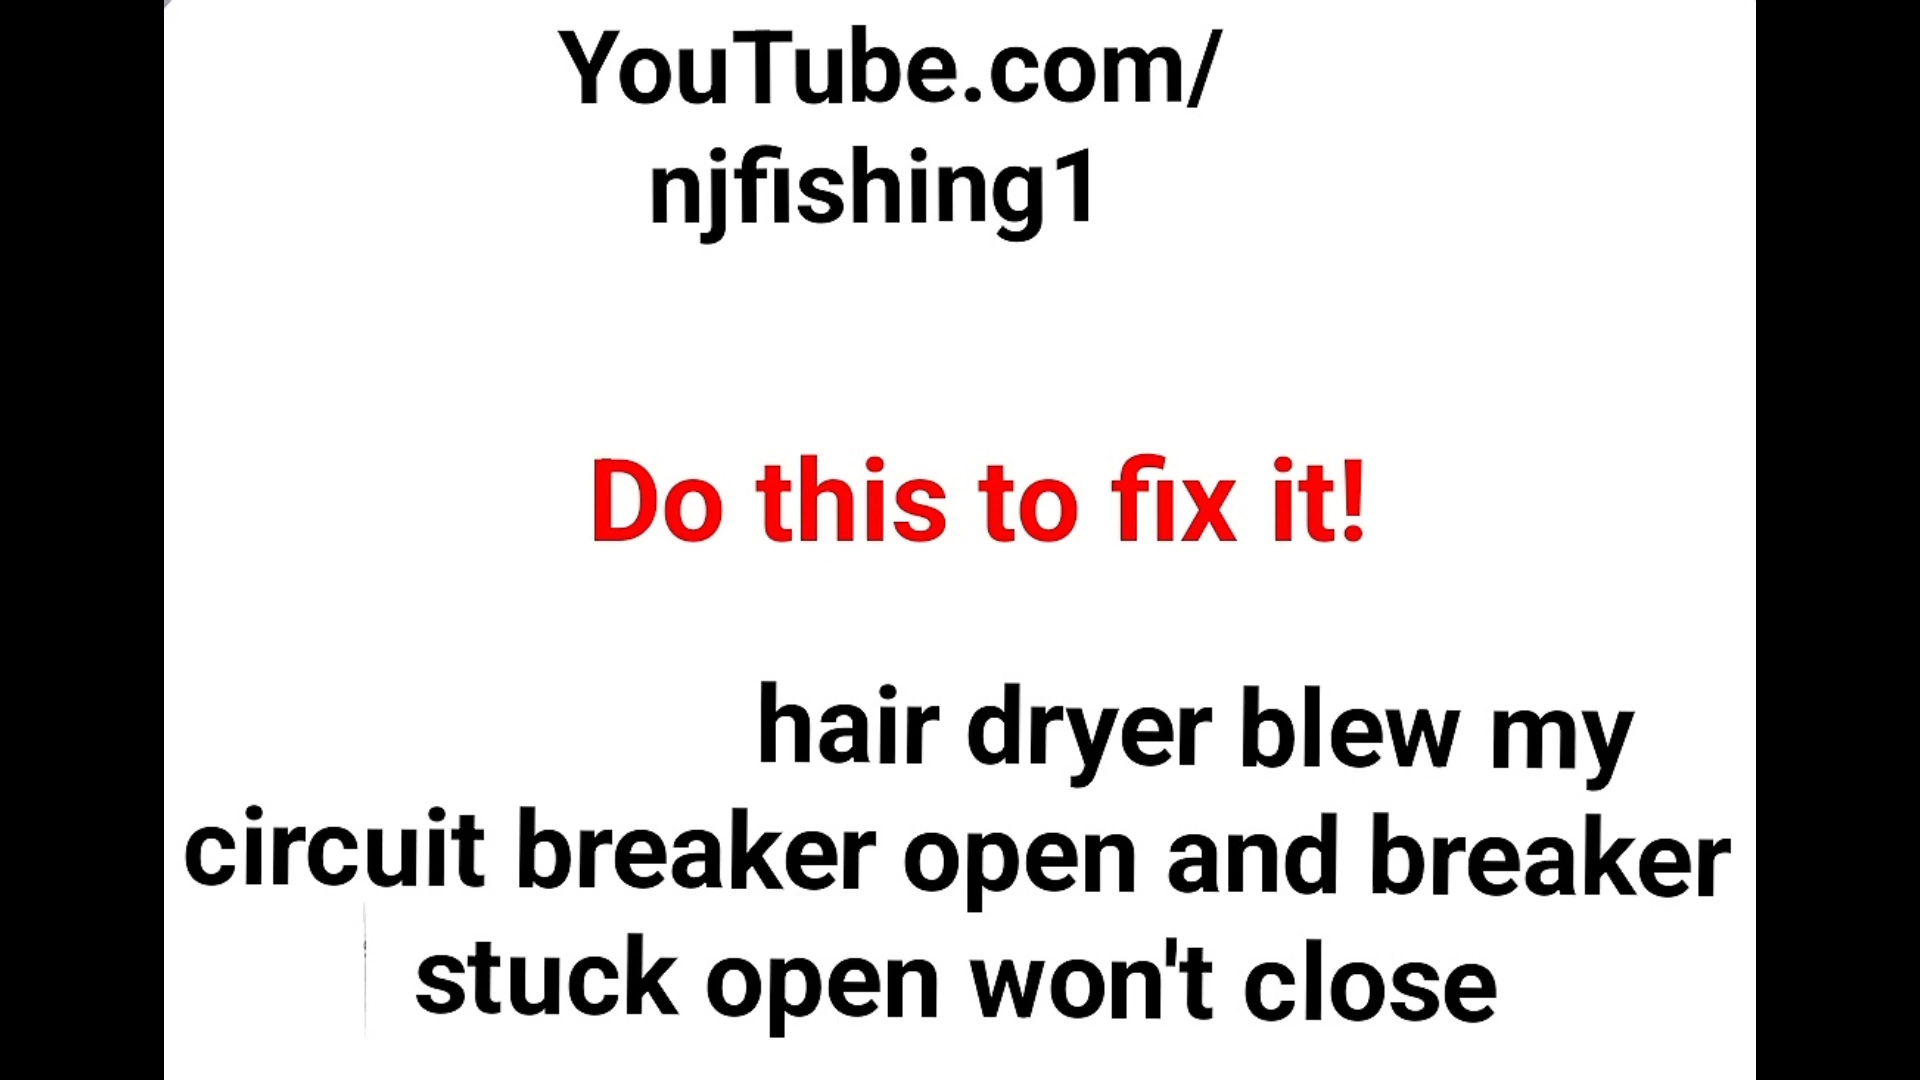 YouTube.com/
njfishing1
Do this to fix it!
hair dryer blew my
circuit breaker open and breaker
stuck open won't close